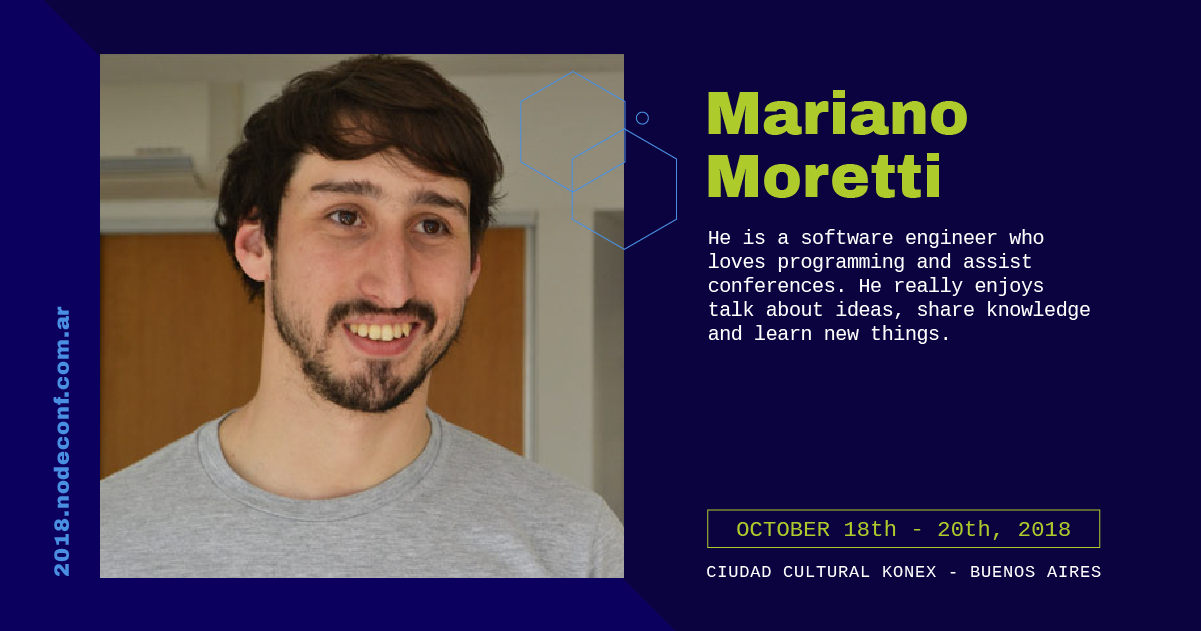 Mariano
Moretti
He is a software engineer who
loves programming and assist
conferences. He really enjoys
talk about ideas, share knowledge
and learn new things.
OCTOBER 18th - 20th, 2018
CIUDAD CULTURAL KONEX - BUENOS AIRES
2018.nodeconf.com.ar